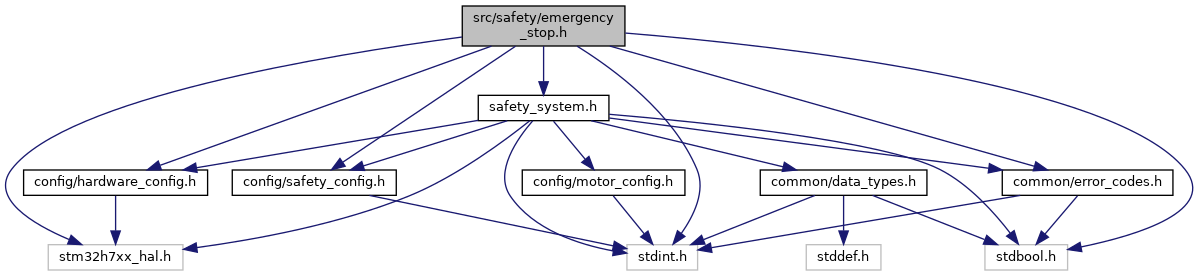 src/safety/emergency
_stop.h
safety_system.h
config/hardware_config.h
config/safety_config.h
config/motor_config.h
common/data_types.h
common/error_codes.h
stm32h7xx_hal.h
stdint.h
stddef.h
stdbool.h